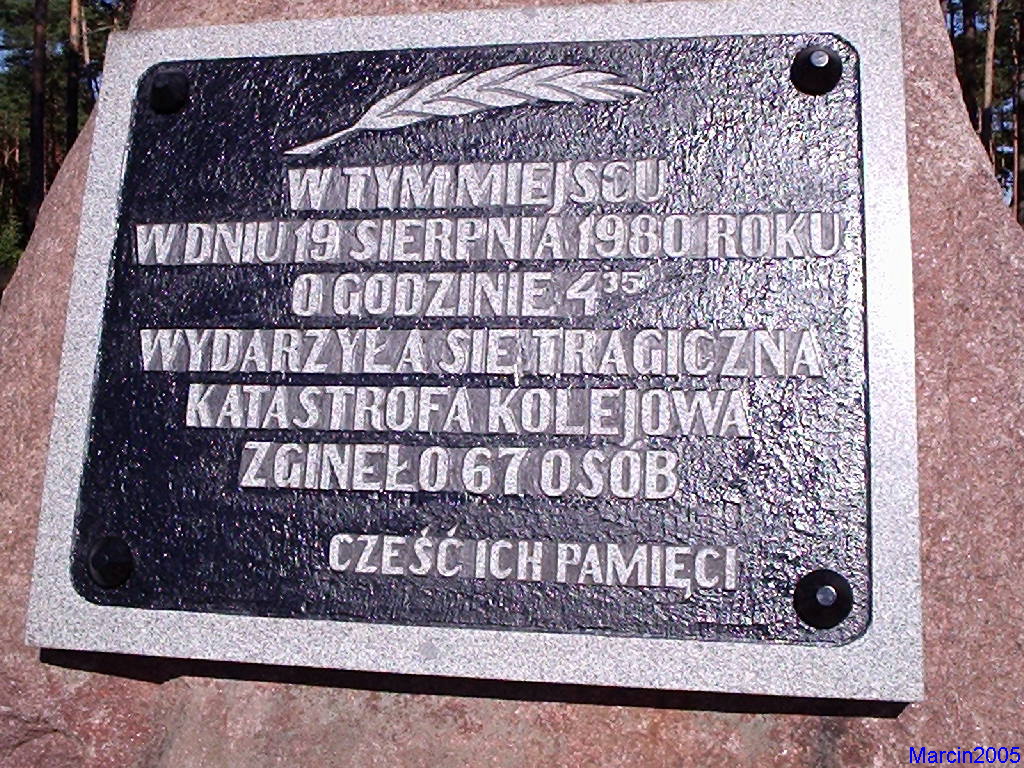 W TYM MIEJSCU
W DNIU 19 SIERPNIA 1980 ROKU
O GODZINIE 4³⁵
WYDARZYŁA SIĘ TRAGICZNA
KATASTROFA KOLEJOWA
ZGINĘŁO 67 OSÓB
CZEŚĆ ICH PAMIĘCI
Marcin2005